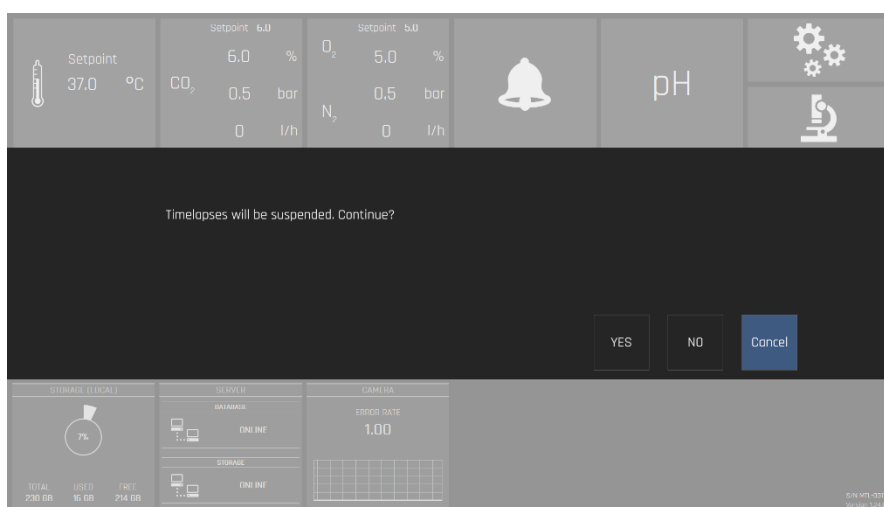 Setpoint
37.0 °C
Setpoint 6.0
CO₂
6.0 %
0.5 bar
0 l/h
Setpoint 5.0
O₂
5.0 %
N₂
0.5 bar
0 l/h
pH
Timelapses will be suspended. Continue?
YES
NO
Cancel
STORAGE (LOCAL)
7%
TOTAL USED FREE
230 GB 16 GB 214 GB
SERVER
DATABASE
ONLINE
STORAGE
ONLINE
CAMERA
ERROR RATE
1.00